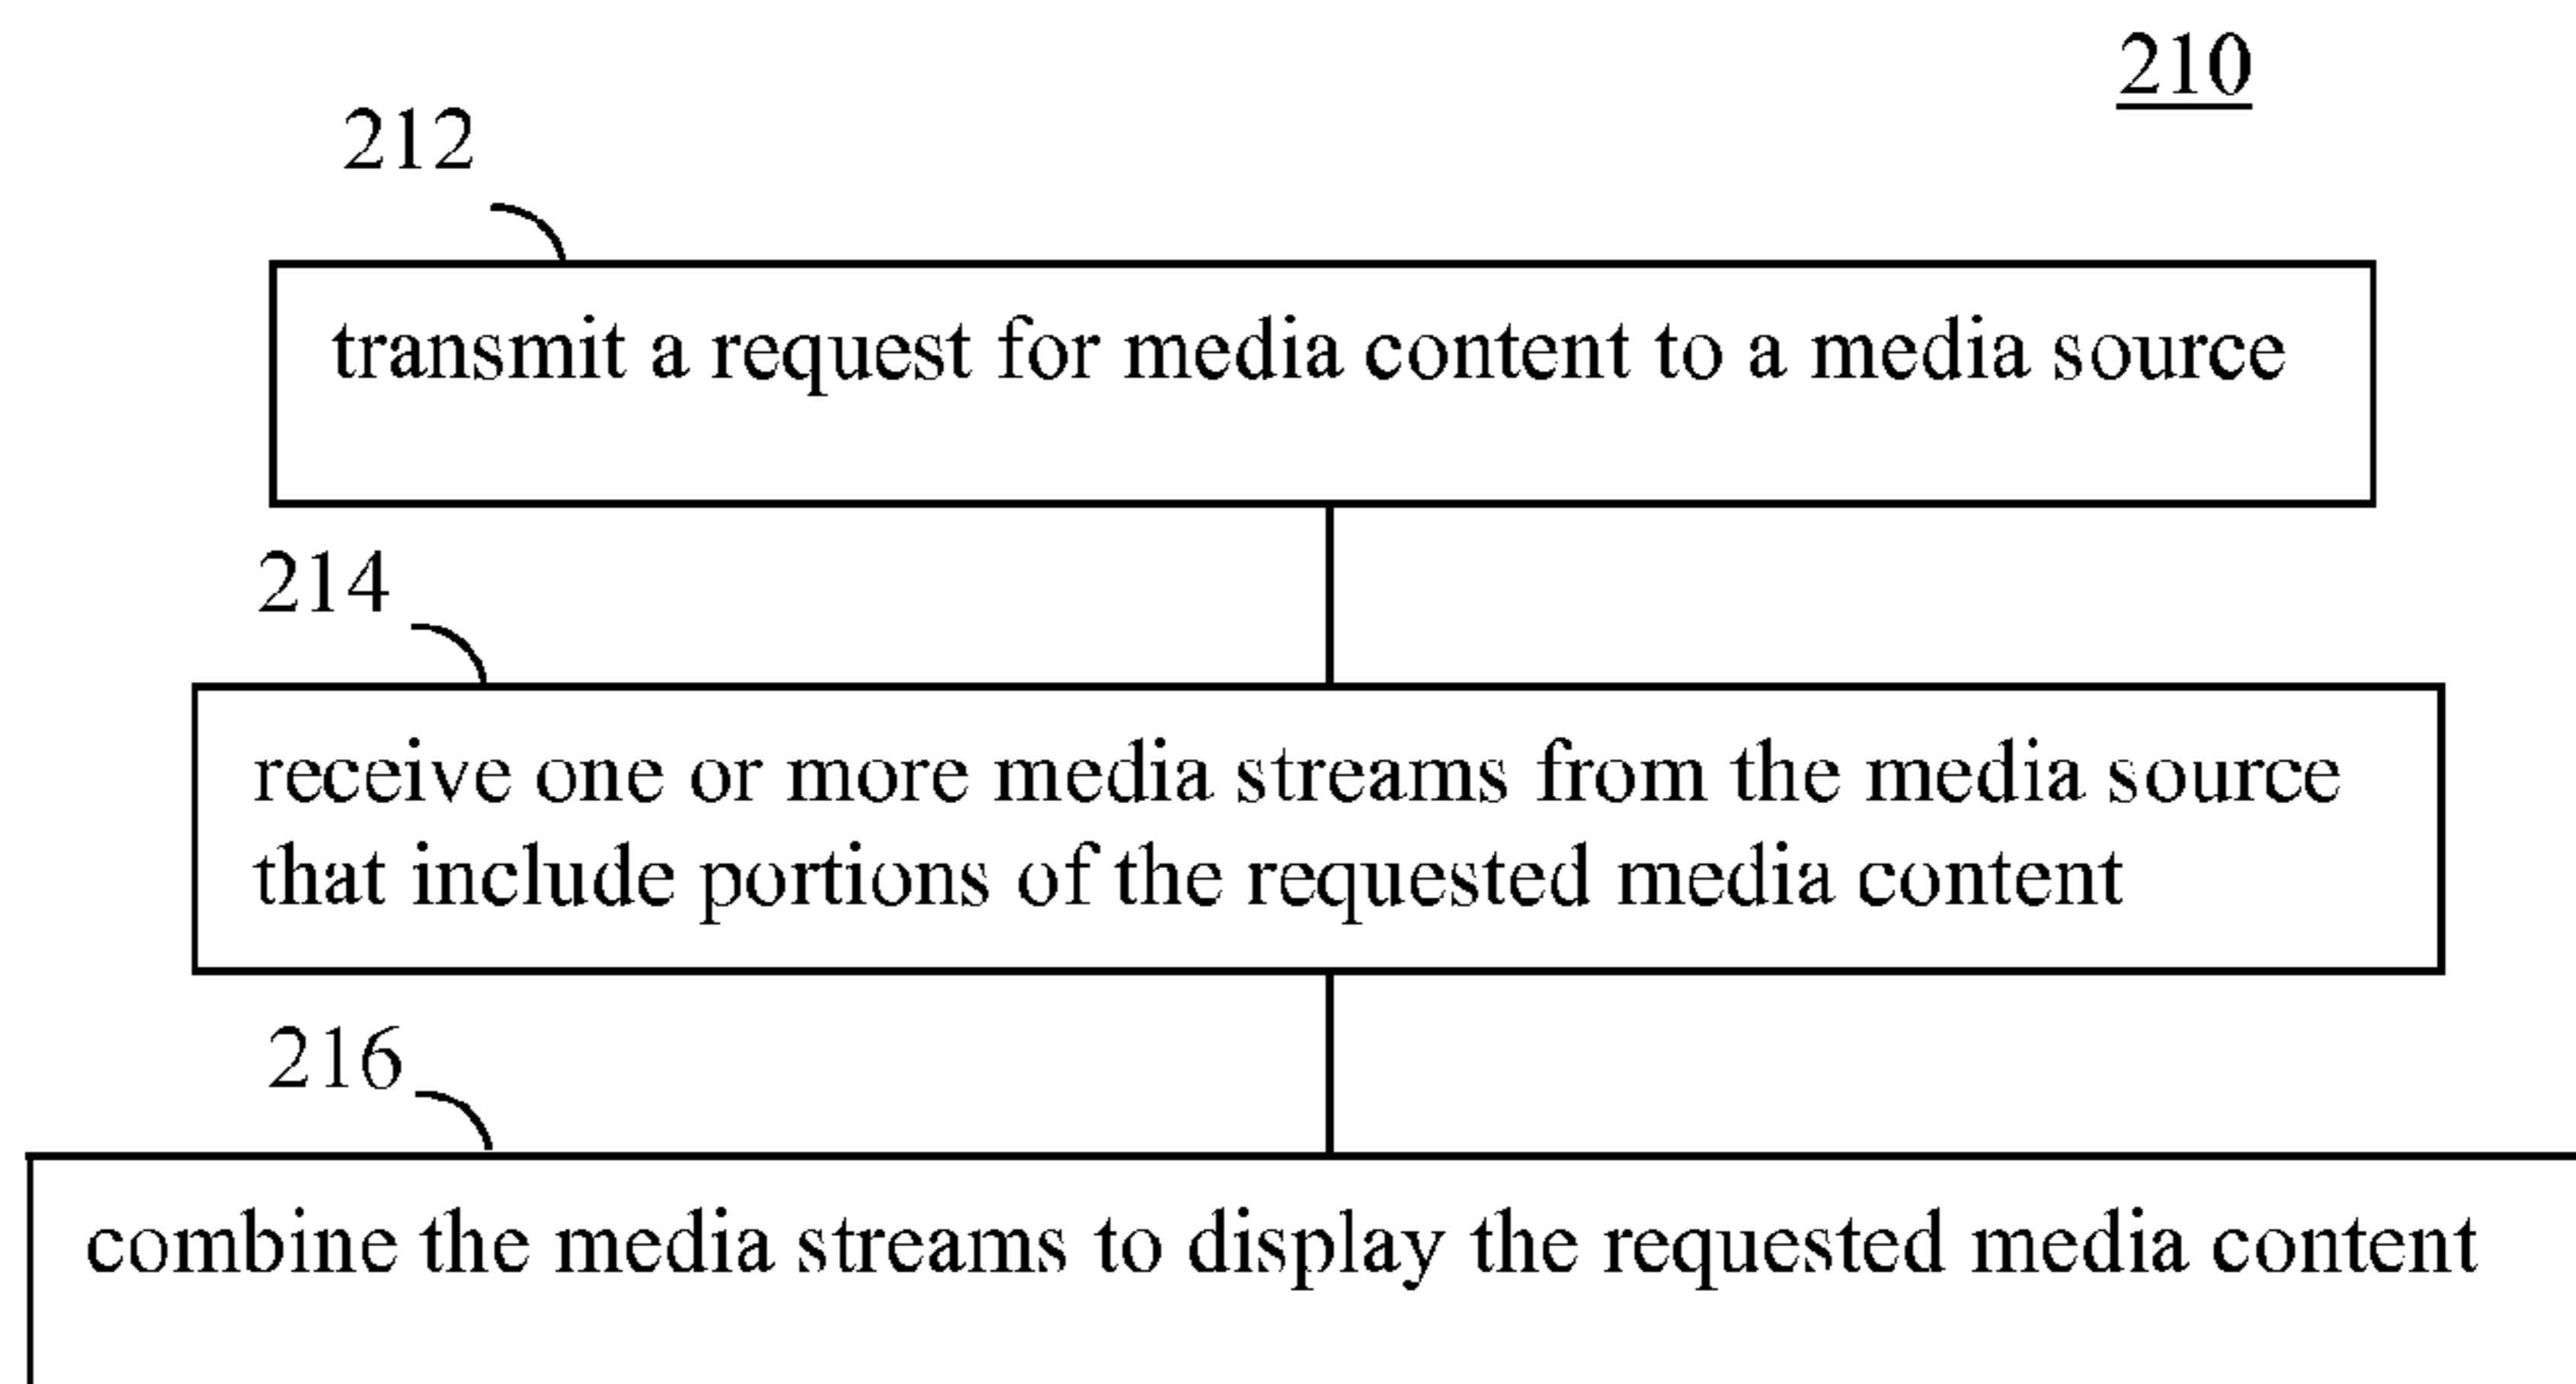 210
212
transmit a request for media content to a media source
214
receive one or more media streams from the media source
that include portions of the requested media content
216
combine the media streams to display the requested media content